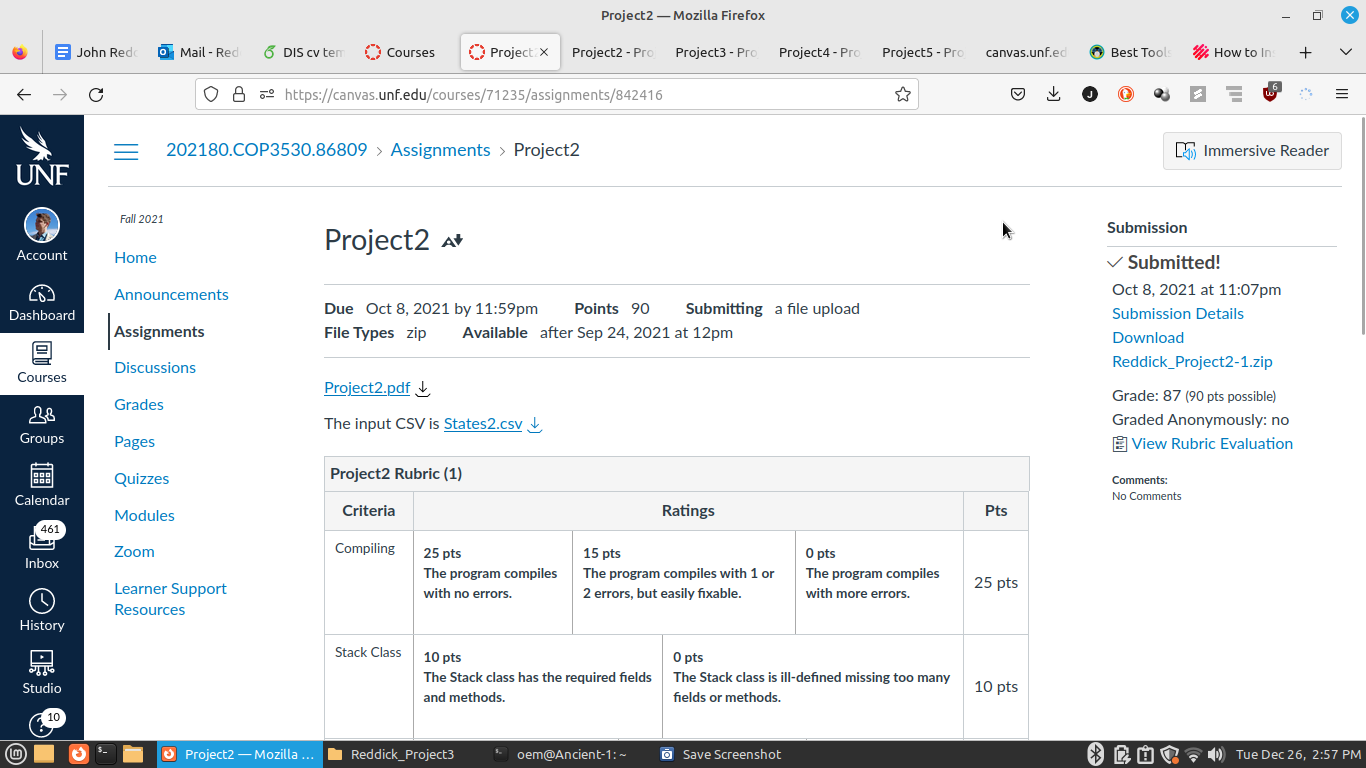 Project2 — Mozilla Firefox
John Redd
Mail - Red
DIS cv tem
Courses
Project
Project2 - Pro
Project3 - Pro
Project4 - Pro
Project5 - Pro
canvas.unf.ed
Best Tools
How to Ins
https://canvas.unf.edu/courses/71235/assignments/842416
6
UNF
202180.COP3530.86809 > Assignments > Project2
Immersive Reader
Account
Dashboard
Courses
Groups
Calendar
461
Inbox
History
Studio
10
Fall 2021
Home
Announcements
Assignments
Discussions
Grades
Pages
Quizzes
Modules
Zoom
Learner Support
Resources
Project2
Due Oct 8, 2021 by 11:59pm Points 90 Submitting a file upload
File Types zip Available after Sep 24, 2021 at 12pm
Project2.pdf
The input CSV is States2.csv
Project2 Rubric (1)
Criteria Ratings Pts
Compiling
25 pts
The program compiles
with no errors.
15 pts
The program compiles with 1 or
2 errors, but easily fixable.
0 pts
The program compiles
with more errors.
25 pts
Stack Class
10 pts
The Stack class has the required fields
and methods.
0 pts
The Stack class is ill-defined missing too many
fields or methods.
10 pts
Submission
Submitted!
Oct 8, 2021 at 11:07pm
Submission Details
Download
Reddick_Project2-1.zip
Grade: 87 (90 pts possible)
Graded Anonymously: no
View Rubric Evaluation
Comments:
No Comments
Project2 — Mozilla ...
Reddick_Project3
oem@Ancient-1: ~
Save Screenshot
Tue Dec 26, 2:57 PM